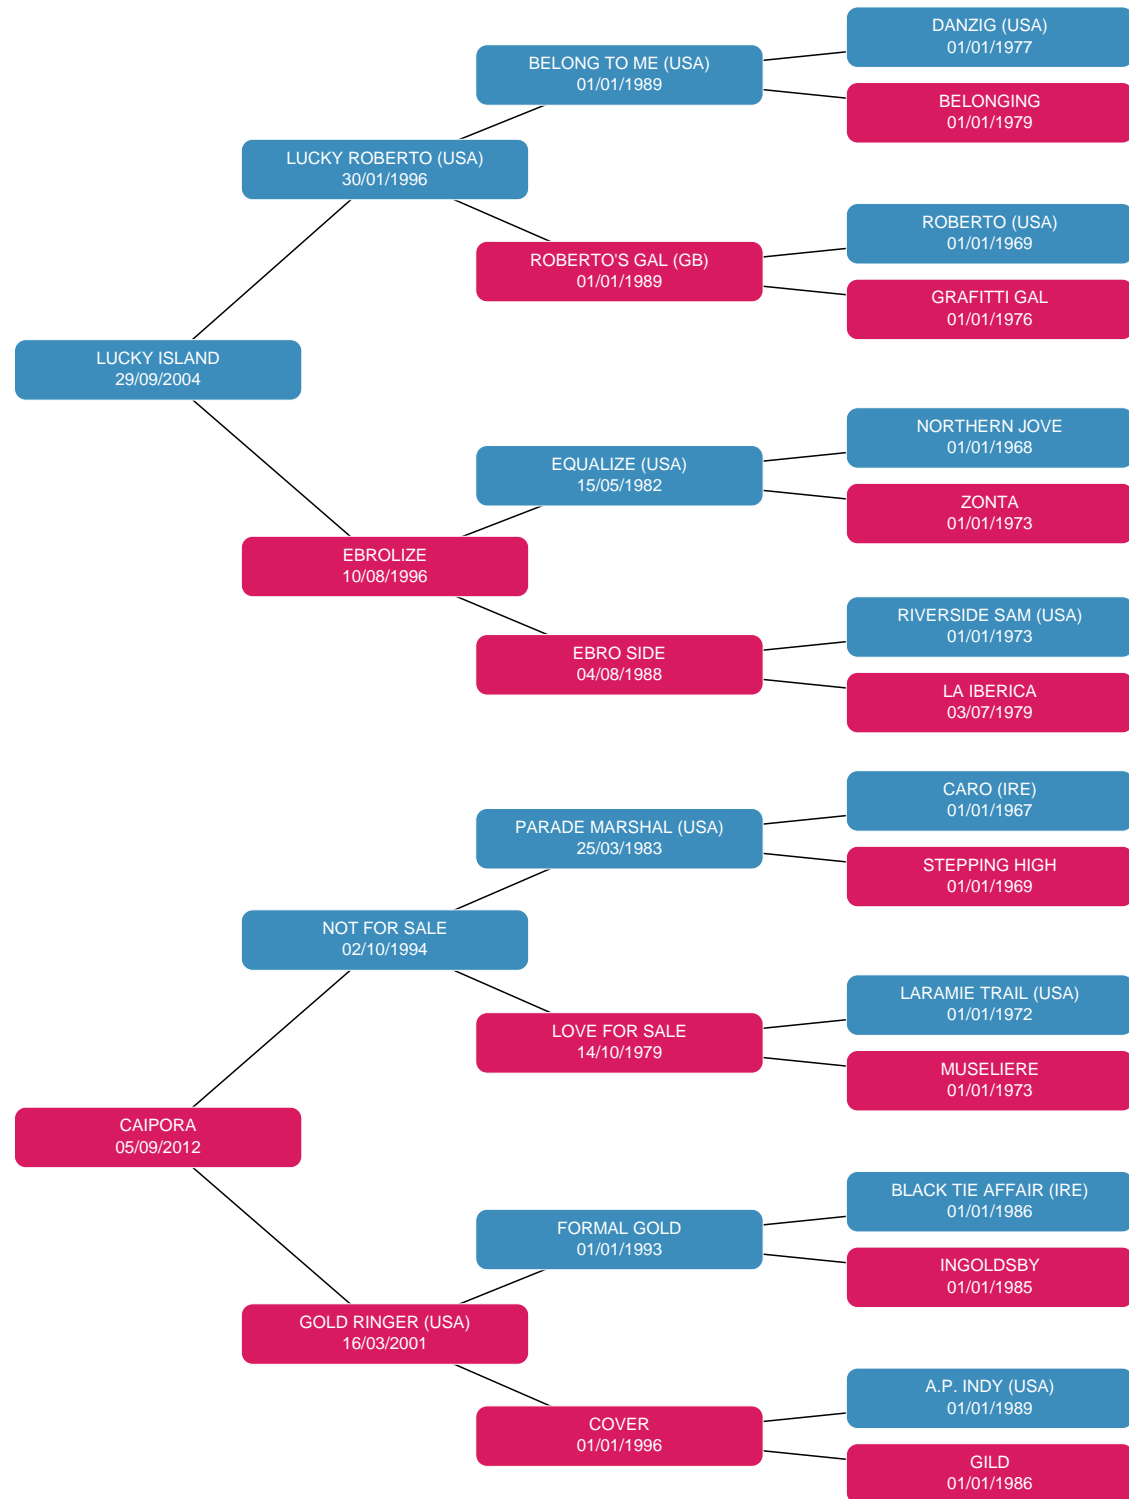 DANZIG (USA)
01/01/1977
BELONG TO ME (USA)
01/01/1989
BELONGING
01/01/1979
LUCKY ROBERTO (USA)
30/01/1996
ROBERTO (USA)
01/01/1969
ROBERTO'S GAL (GB)
01/01/1989
GRAFITTI GAL
01/01/1976
LUCKY ISLAND
29/09/2004
NORTHERN JOVE
01/01/1968
EQUALIZE (USA)
15/05/1982
ZONTA
01/01/1973
EBROLIZE
10/08/1996
RIVERSIDE SAM (USA)
01/01/1973
EBRO SIDE
04/08/1988
LA IBERICA
03/07/1979
CARO (IRE)
01/01/1967
PARADE MARSHAL (USA)
25/03/1983
STEPPING HIGH
01/01/1969
NOT FOR SALE
02/10/1994
LARAMIE TRAIL (USA)
01/01/1972
LOVE FOR SALE
14/10/1979
MUSELIERE
01/01/1973
CAIPORA
05/09/2012
BLACK TIE AFFAIR (IRE)
01/01/1986
FORMAL GOLD
01/01/1993
INGOLDSBY
01/01/1985
GOLD RINGER (USA)
16/03/2001
A.P. INDY (USA)
01/01/1989
COVER
01/01/1996
GILD
01/01/1986